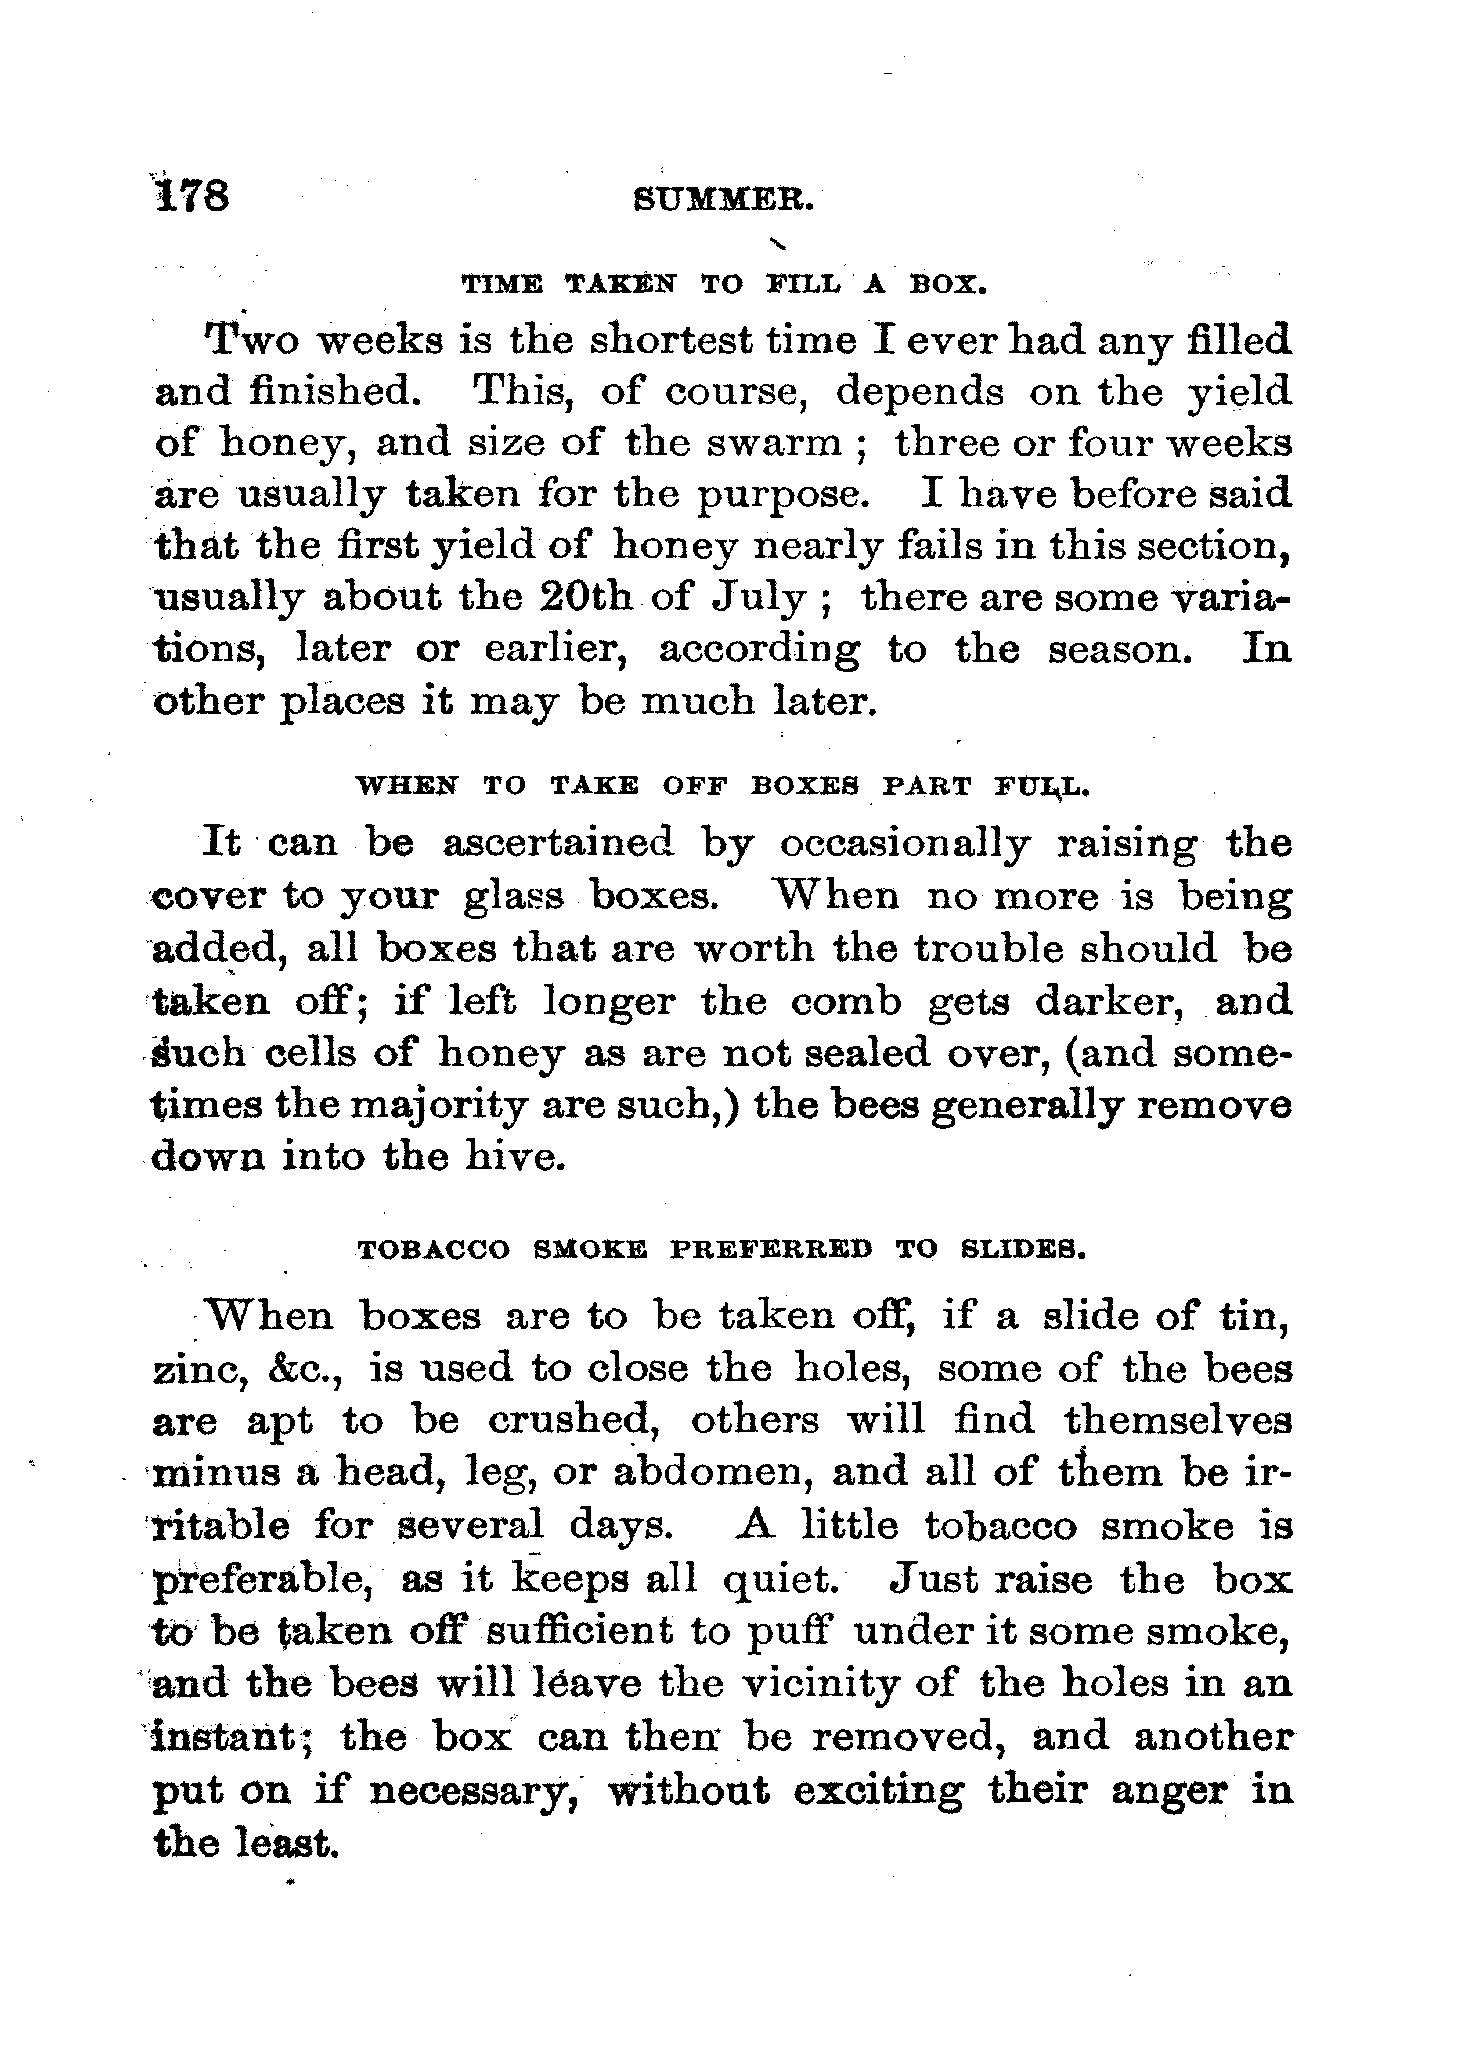 178 SUMMER.
TIME TAKEN TO FILL A BOX.
Two weeks is the shortest time I ever had any filled
and finished. This, of course, depends on the yield
of honey, and size of the swarm ; three or four weeks
are usually taken for the purpose. I have before said
that the first yield of honey nearly fails in this section,
usually about the 20th of July ; there are some varia-
tions, later or earlier, according to the season. In
other places it may be much later.
WHEN TO TAKE OFF BOXES PART FULL.
It can be ascertained by occasionally raising the
cover to your glass boxes. When no more is being
added, all boxes that are worth the trouble should be
taken off; if left longer the comb gets darker, and
such cells of honey as are not sealed over, (and some-
times the majority are such,) the bees generally remove
down into the hive.
TOBACCO SMOKE PREFERRED TO SLIDES.
When boxes are to be taken off, if a slide of tin,
zinc, &c., is used to close the holes, some of the bees
are apt to be crushed, others will find themselves
minus a head, leg, or abdomen, and all of them be ir-
ritable for several days. A little tobacco smoke is
preferable, as it keeps all quiet. Just raise the box
to be taken off sufficient to puff under it some smoke,
and the bees will leave the vicinity of the holes in an
instant; the box can then be removed, and another
put on if necessary, without exciting their anger in
the least.